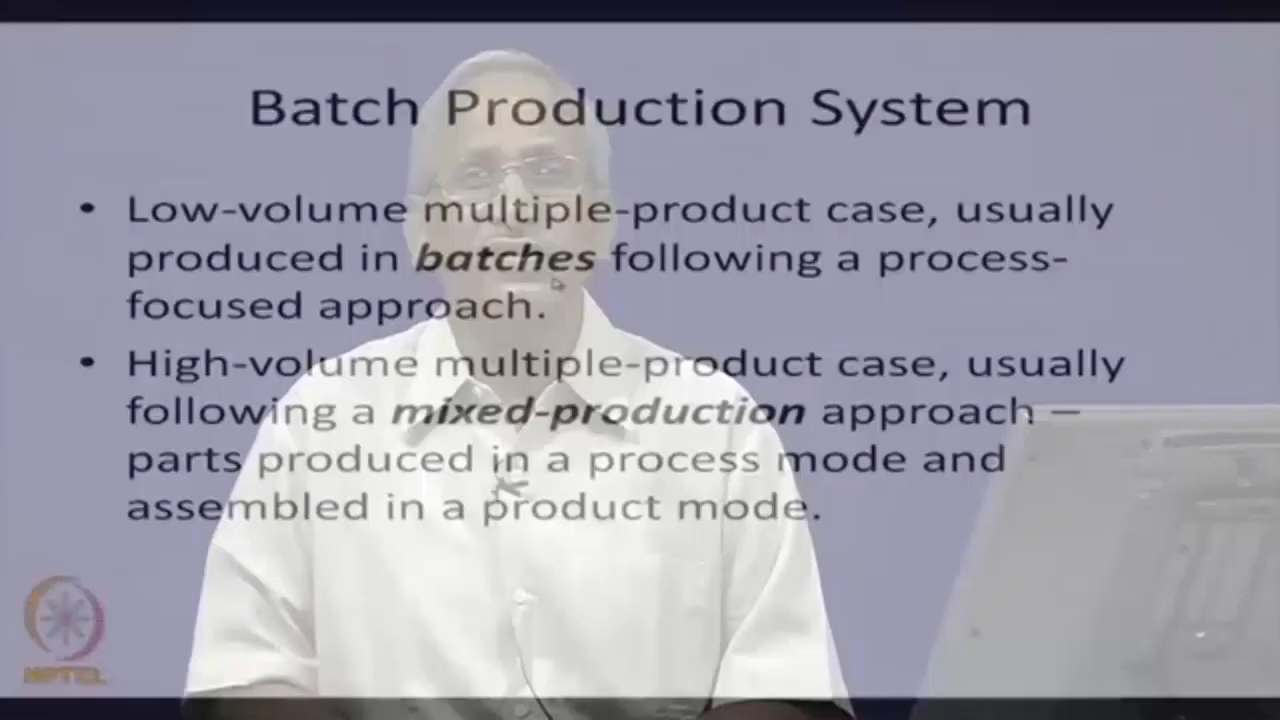 Batch Production System
• Low-volume multiple-product case, usually
produced in batches following a process-
focused approach.
• High-volume multiple-product case, usually
following a mixed-production approach –
parts produced in a process mode and
assembled in a product mode.
NPTEL